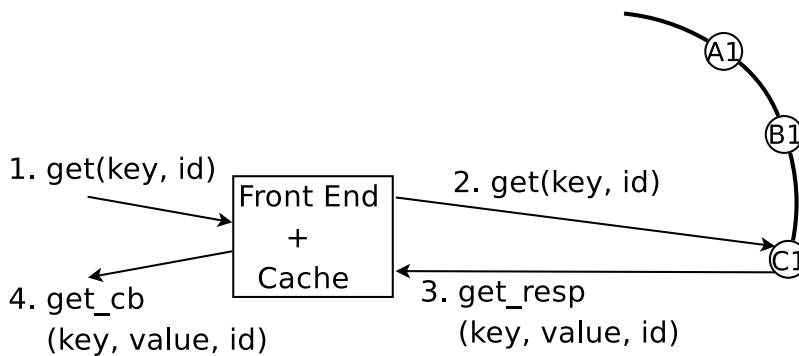 A1
B1
1. get(key, id)
2. get(key, id)
Front End
+
Cache
C1
4. get_cb
(key, value, id)
3. get_resp
(key, value, id)